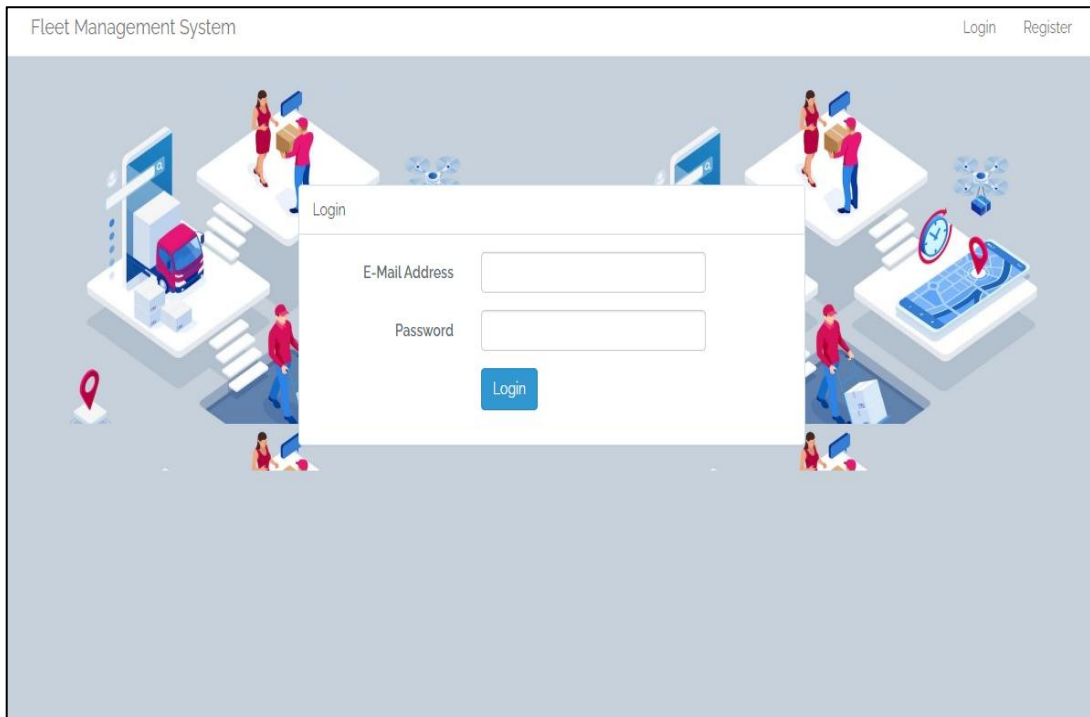 Fleet Management System
Login Register
Login
E-Mail Address
Password
Login